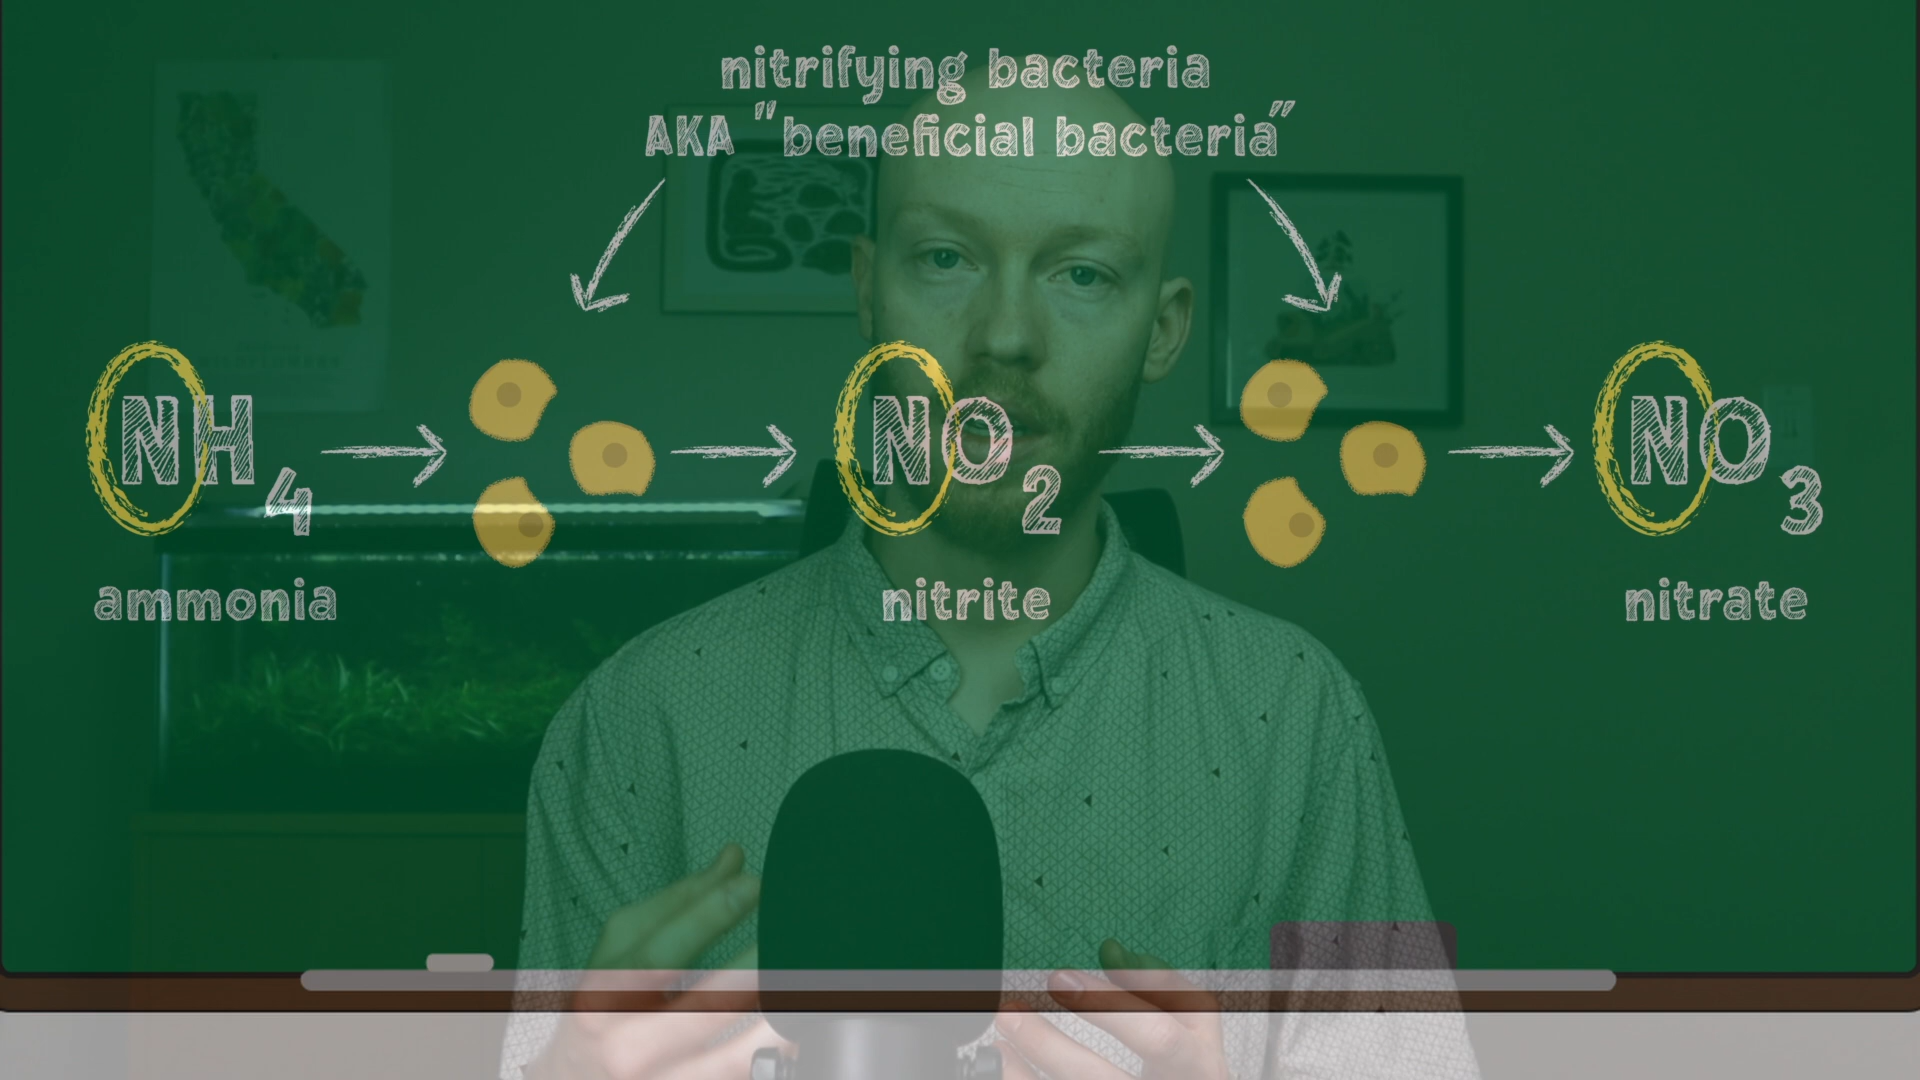 nitrifying bacteria
AKA "beneficial bacteria"
NH4 → NO2 → NO3
ammonia nitrite nitrate